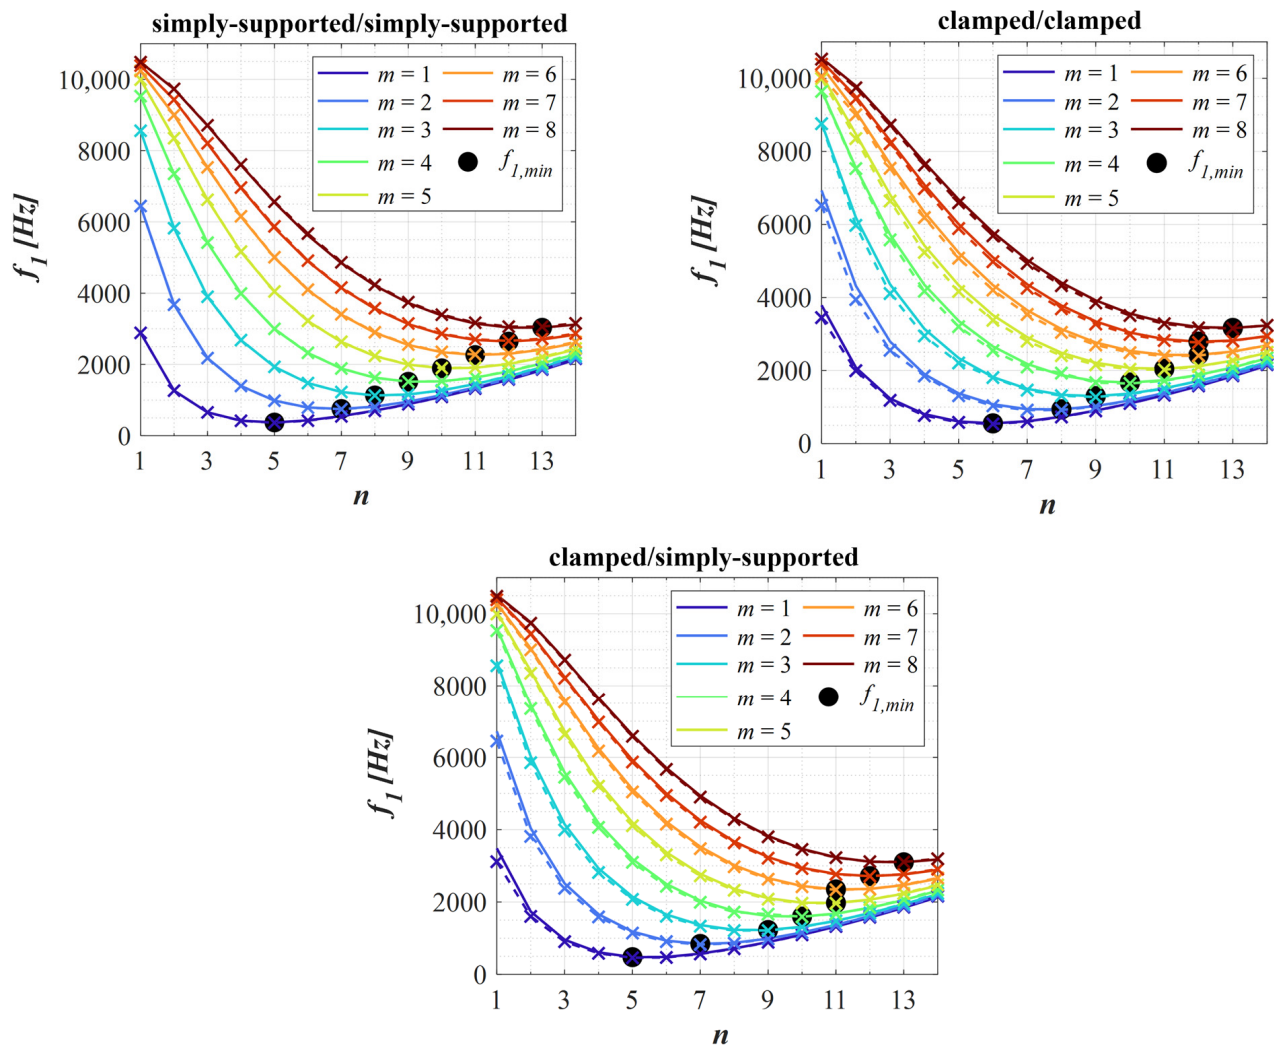 simply-supported/simply-supported
10,000
8000
6000
4000
2000
0
f1 [Hz]
1 3 5 7 9 11 13
n
m = 1 m = 6
m = 2 m = 7
m = 3 m = 8
m = 4 f1,min
m = 5
clamped/clamped
10,000
8000
6000
4000
2000
0
f1 [Hz]
1 3 5 7 9 11 13
n
m = 1 m = 6
m = 2 m = 7
m = 3 m = 8
m = 4 f1,min
m = 5
clamped/simply-supported
10,000
8000
6000
4000
2000
0
f1 [Hz]
1 3 5 7 9 11 13
n
m = 1 m = 6
m = 2 m = 7
m = 3 m = 8
m = 4 f1,min
m = 5